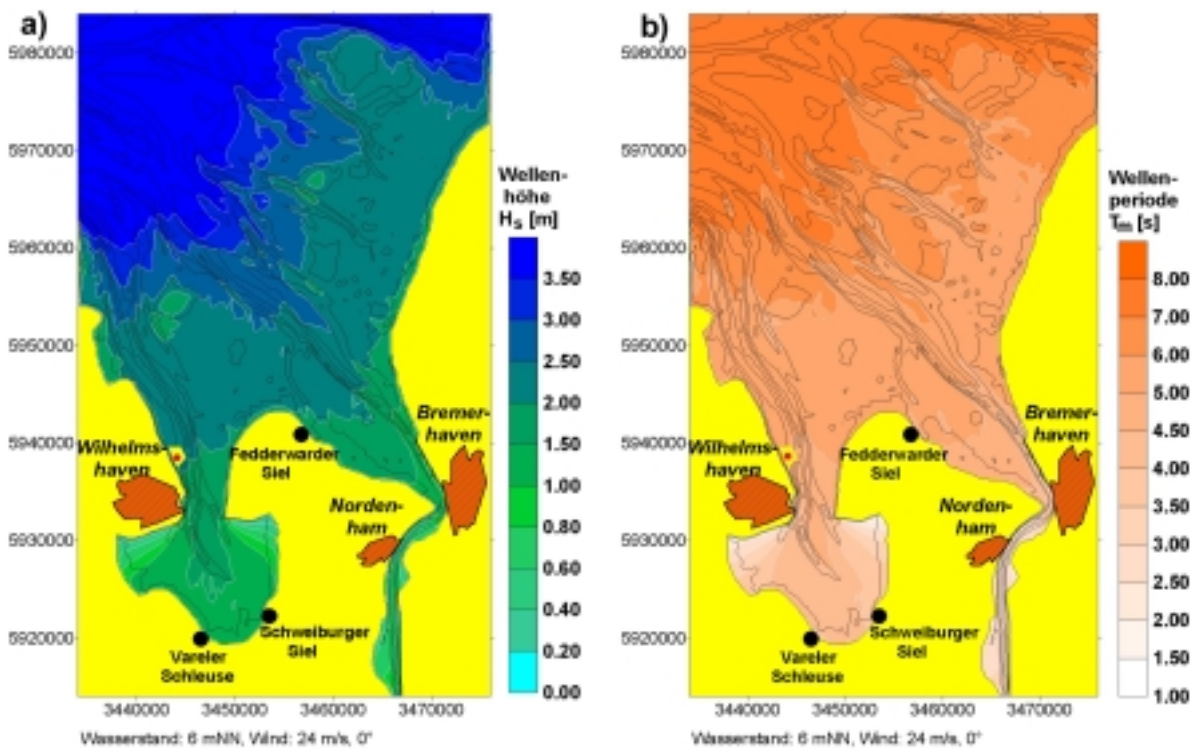 a)
5980000
5970000
5960000
5950000
5940000
5930000
5920000
3440000 3450000 3460000 3470000
Wilhelms-
haven
Fedderwarder
Siel
Bremer-
haven
Norden-
ham
Schweiburger
Siel
Vareler
Schleuse
Wellen-
höhe
Hs [m]
3.50
3.00
2.50
2.00
1.50
1.00
0.80
0.60
0.40
0.20
0.00
Wasserstand: 6 mNN, Wind: 24 m/s, 0°
b)
5980000
5970000
5960000
5950000
5940000
5930000
5920000
3440000 3450000 3460000 3470000
Wilhelms-
haven
Fedderwarder
Siel
Bremer-
haven
Norden-
ham
Schweiburger
Siel
Vareler
Schleuse
Wellen-
periode
Tm [s]
8.00
7.00
6.00
5.00
4.50
4.00
3.50
3.00
2.50
2.00
1.50
1.00
Wasserstand: 6 mNN, Wind: 24 m/s, 0°